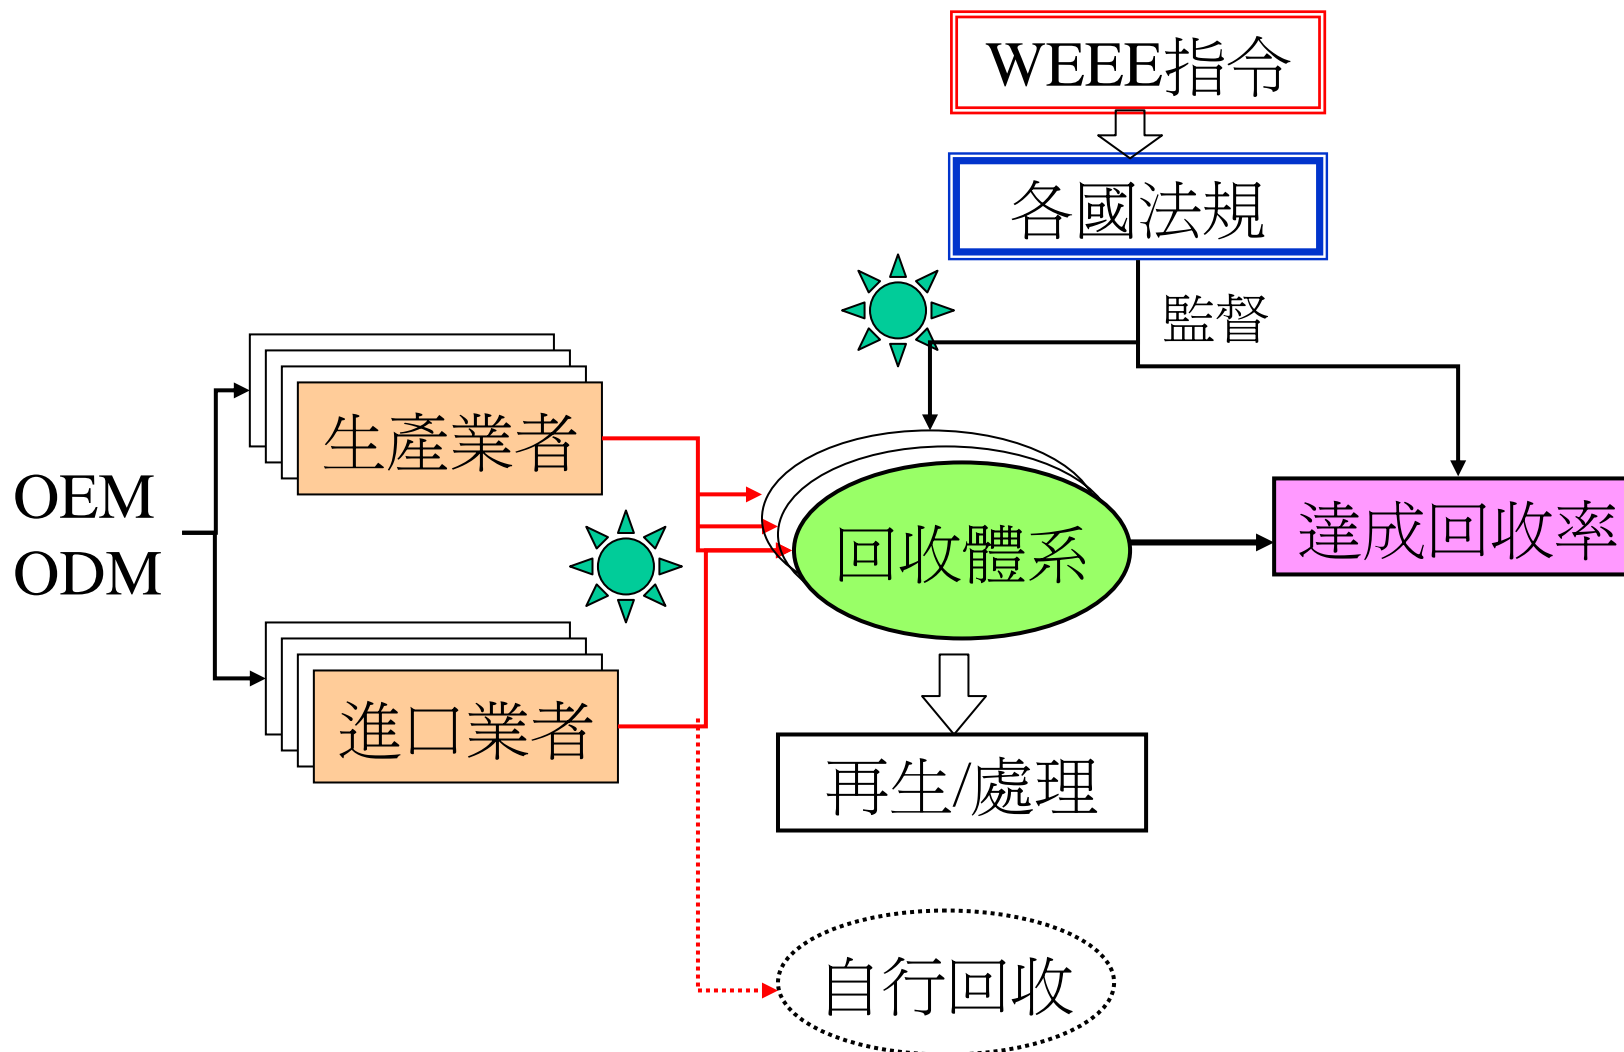 WEEE指令
各國法規
監督
生產業者
OEM
ODM
回收體系
達成回收率
進口業者
再生/處理
自行回收